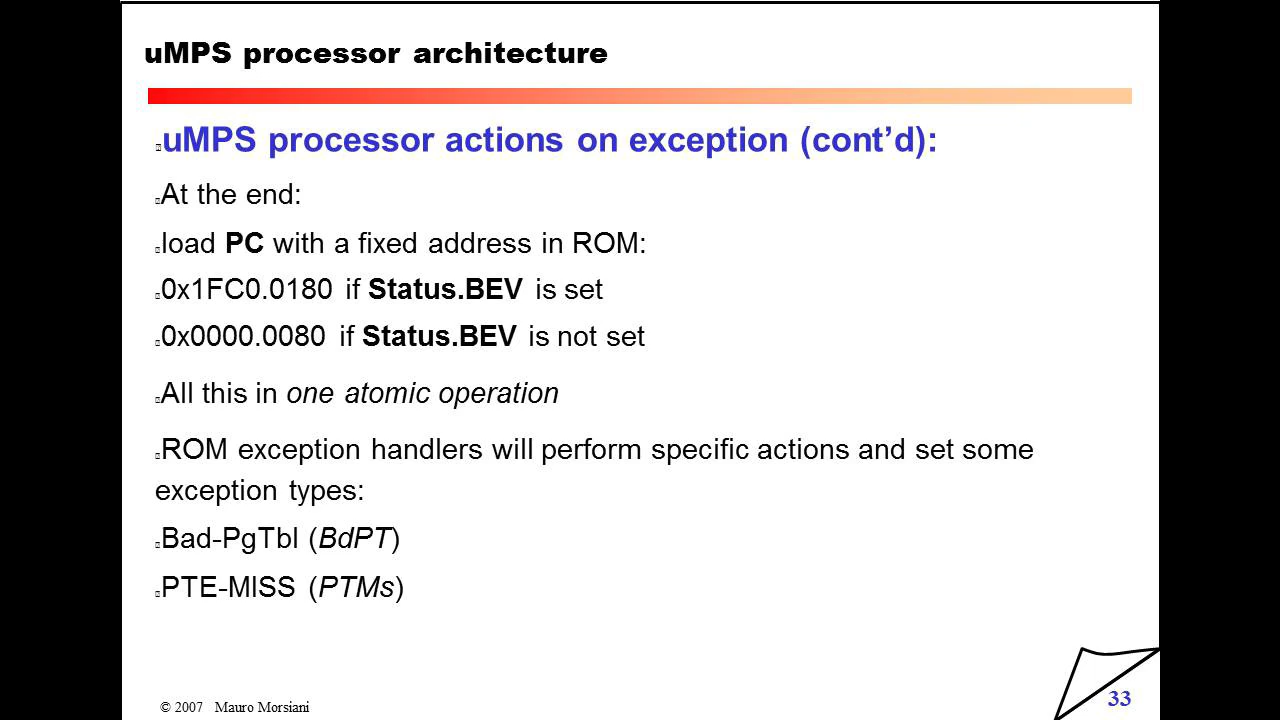 uMPS processor architecture
uMPS processor actions on exception (cont’d):
At the end:
load PC with a fixed address in ROM:
0x1FC0.0180 if Status.BEV is set
0x0000.0080 if Status.BEV is not set
All this in one atomic operation
ROM exception handlers will perform specific actions and set some
exception types:
Bad-PgTbl (BdPT)
PTE-MISS (PTMs)
© 2007 Mauro Morsiani
33